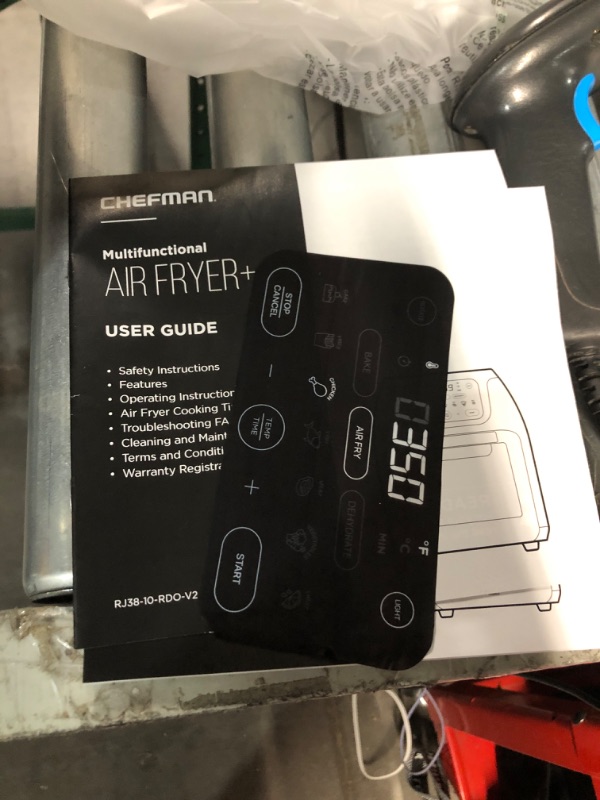 CHEFMAN
Multifunctional
AIR FRYER+
USER GUIDE
• Safety Instructions
• Features
• Operating Instructior
• Air Fryer Cooking Ti
• Troubleshooting FA
• Cleaning and Maint
• Terms and Conditi
• Warranty Registra
RJ38-10-RDO-V2
STOP
CANCEL
−
TEMP
TIME
+
START
CHICKEN
BAKE
AIR FRY
DEHYDRATE
0350
°F
°C
MIN
LIGHT